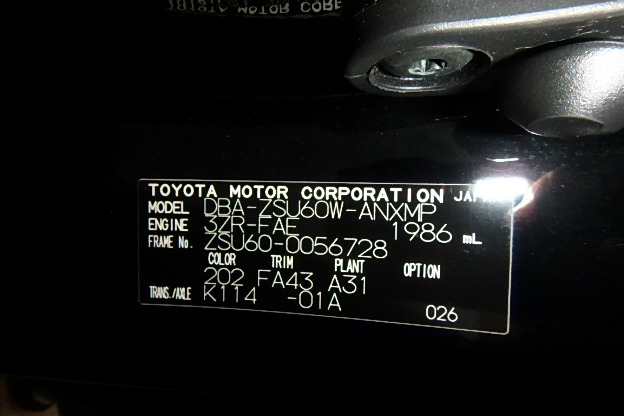 TOYOTA MOTOR CORPORATION JAPAN
MODEL DBA-ZSU60W-ANXMP
ENGINE 3ZR-FAE 1986 mL
FRAME No. ZSU60-0056728
COLOR TRIM PLANT OPTION
202 FA43 A31
TRANS./AXLE K114 -01A
026